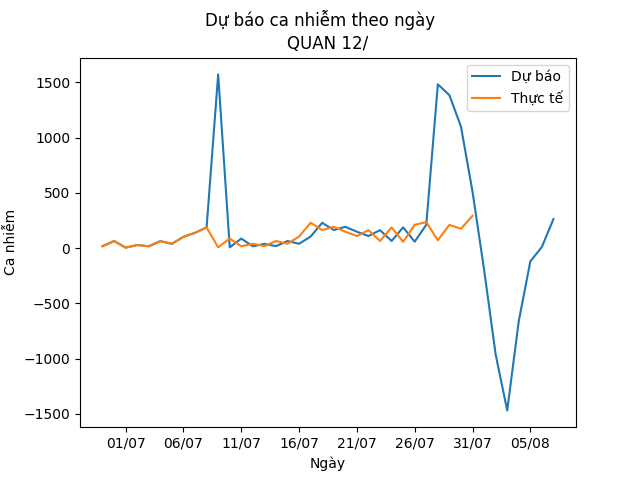 Dự báo ca nhiễm theo ngày
QUAN 12/
Dự báo
Thực tế
Ca nhiễm
1500
1000
500
0
−500
−1000
−1500
01/07 06/07 11/07 16/07 21/07 26/07 31/07 05/08
Ngày